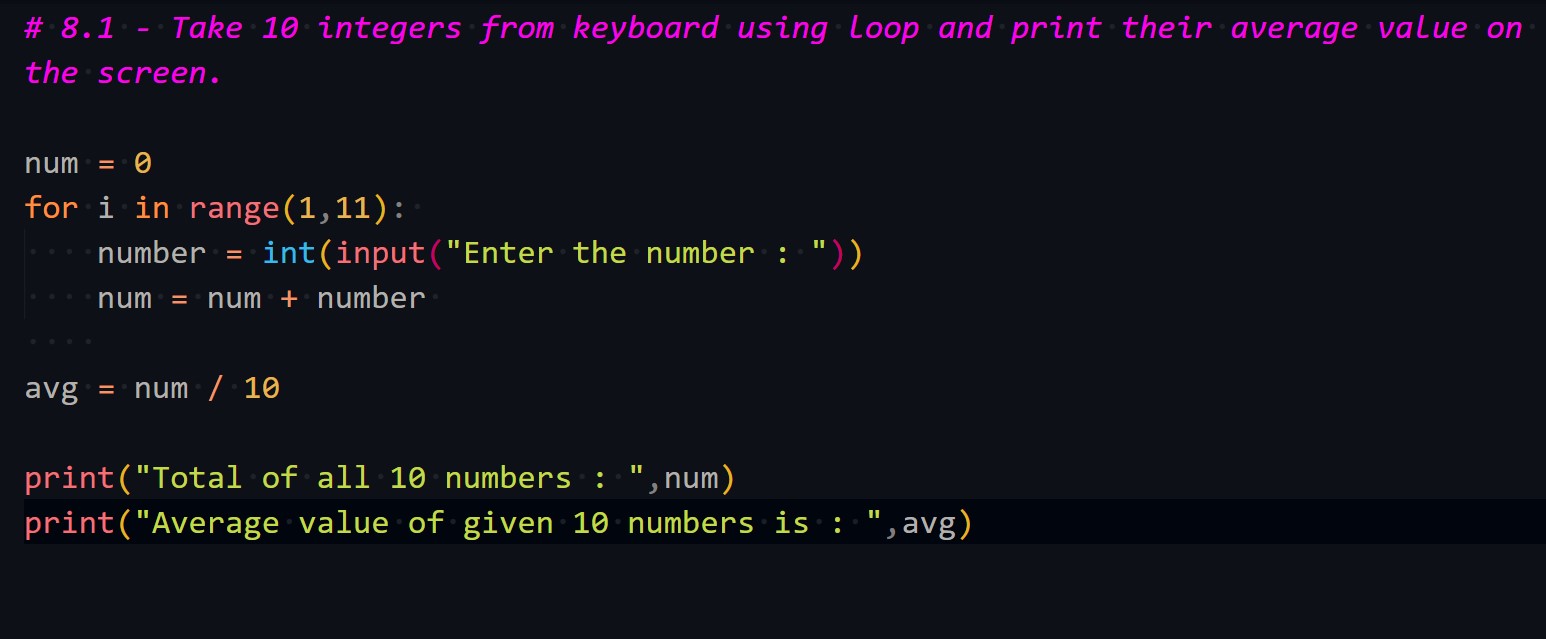 # 8.1 - Take 10 integers from keyboard using loop and print their average value on
the screen.
num = 0
for i in range(1,11):
    number = int(input("Enter the number : "))
    num = num + number
avg = num / 10
print("Total of all 10 numbers : ",num)
print("Average value of given 10 numbers is : ",avg)